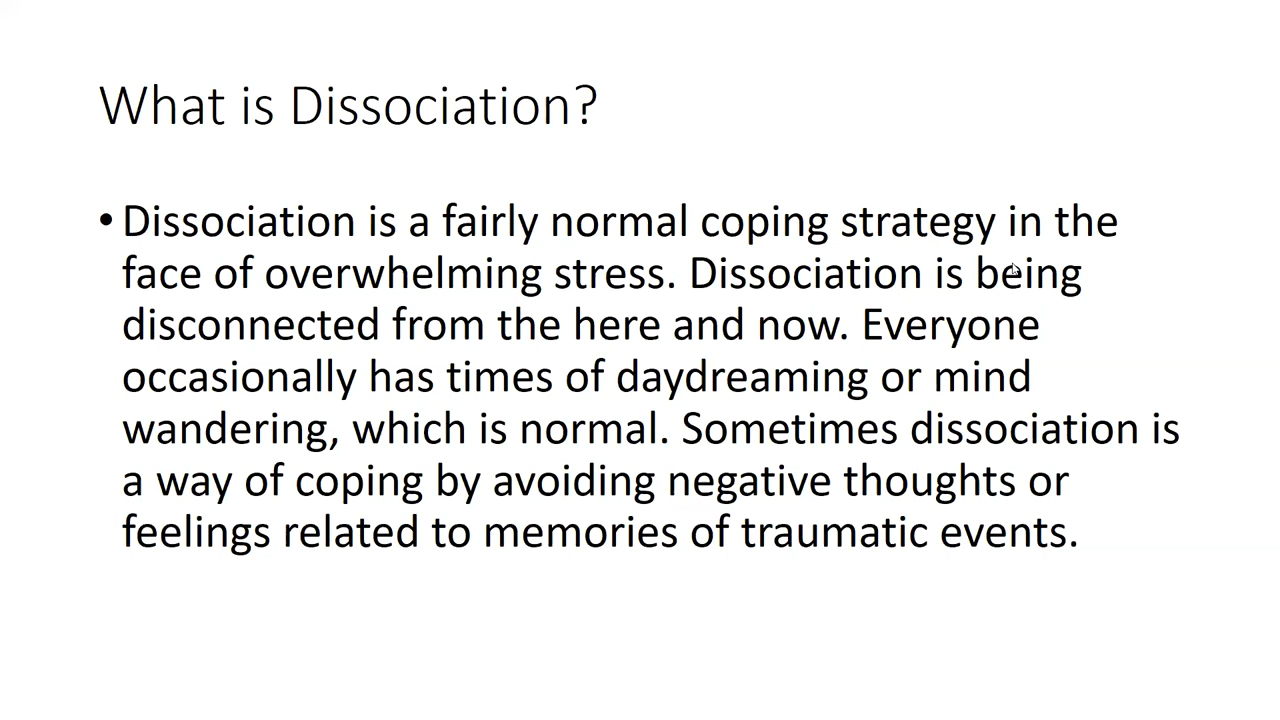 What is Dissociation?
• Dissociation is a fairly normal coping strategy in the
face of overwhelming stress. Dissociation is being
disconnected from the here and now. Everyone
occasionally has times of daydreaming or mind
wandering, which is normal. Sometimes dissociation is
a way of coping by avoiding negative thoughts or
feelings related to memories of traumatic events.